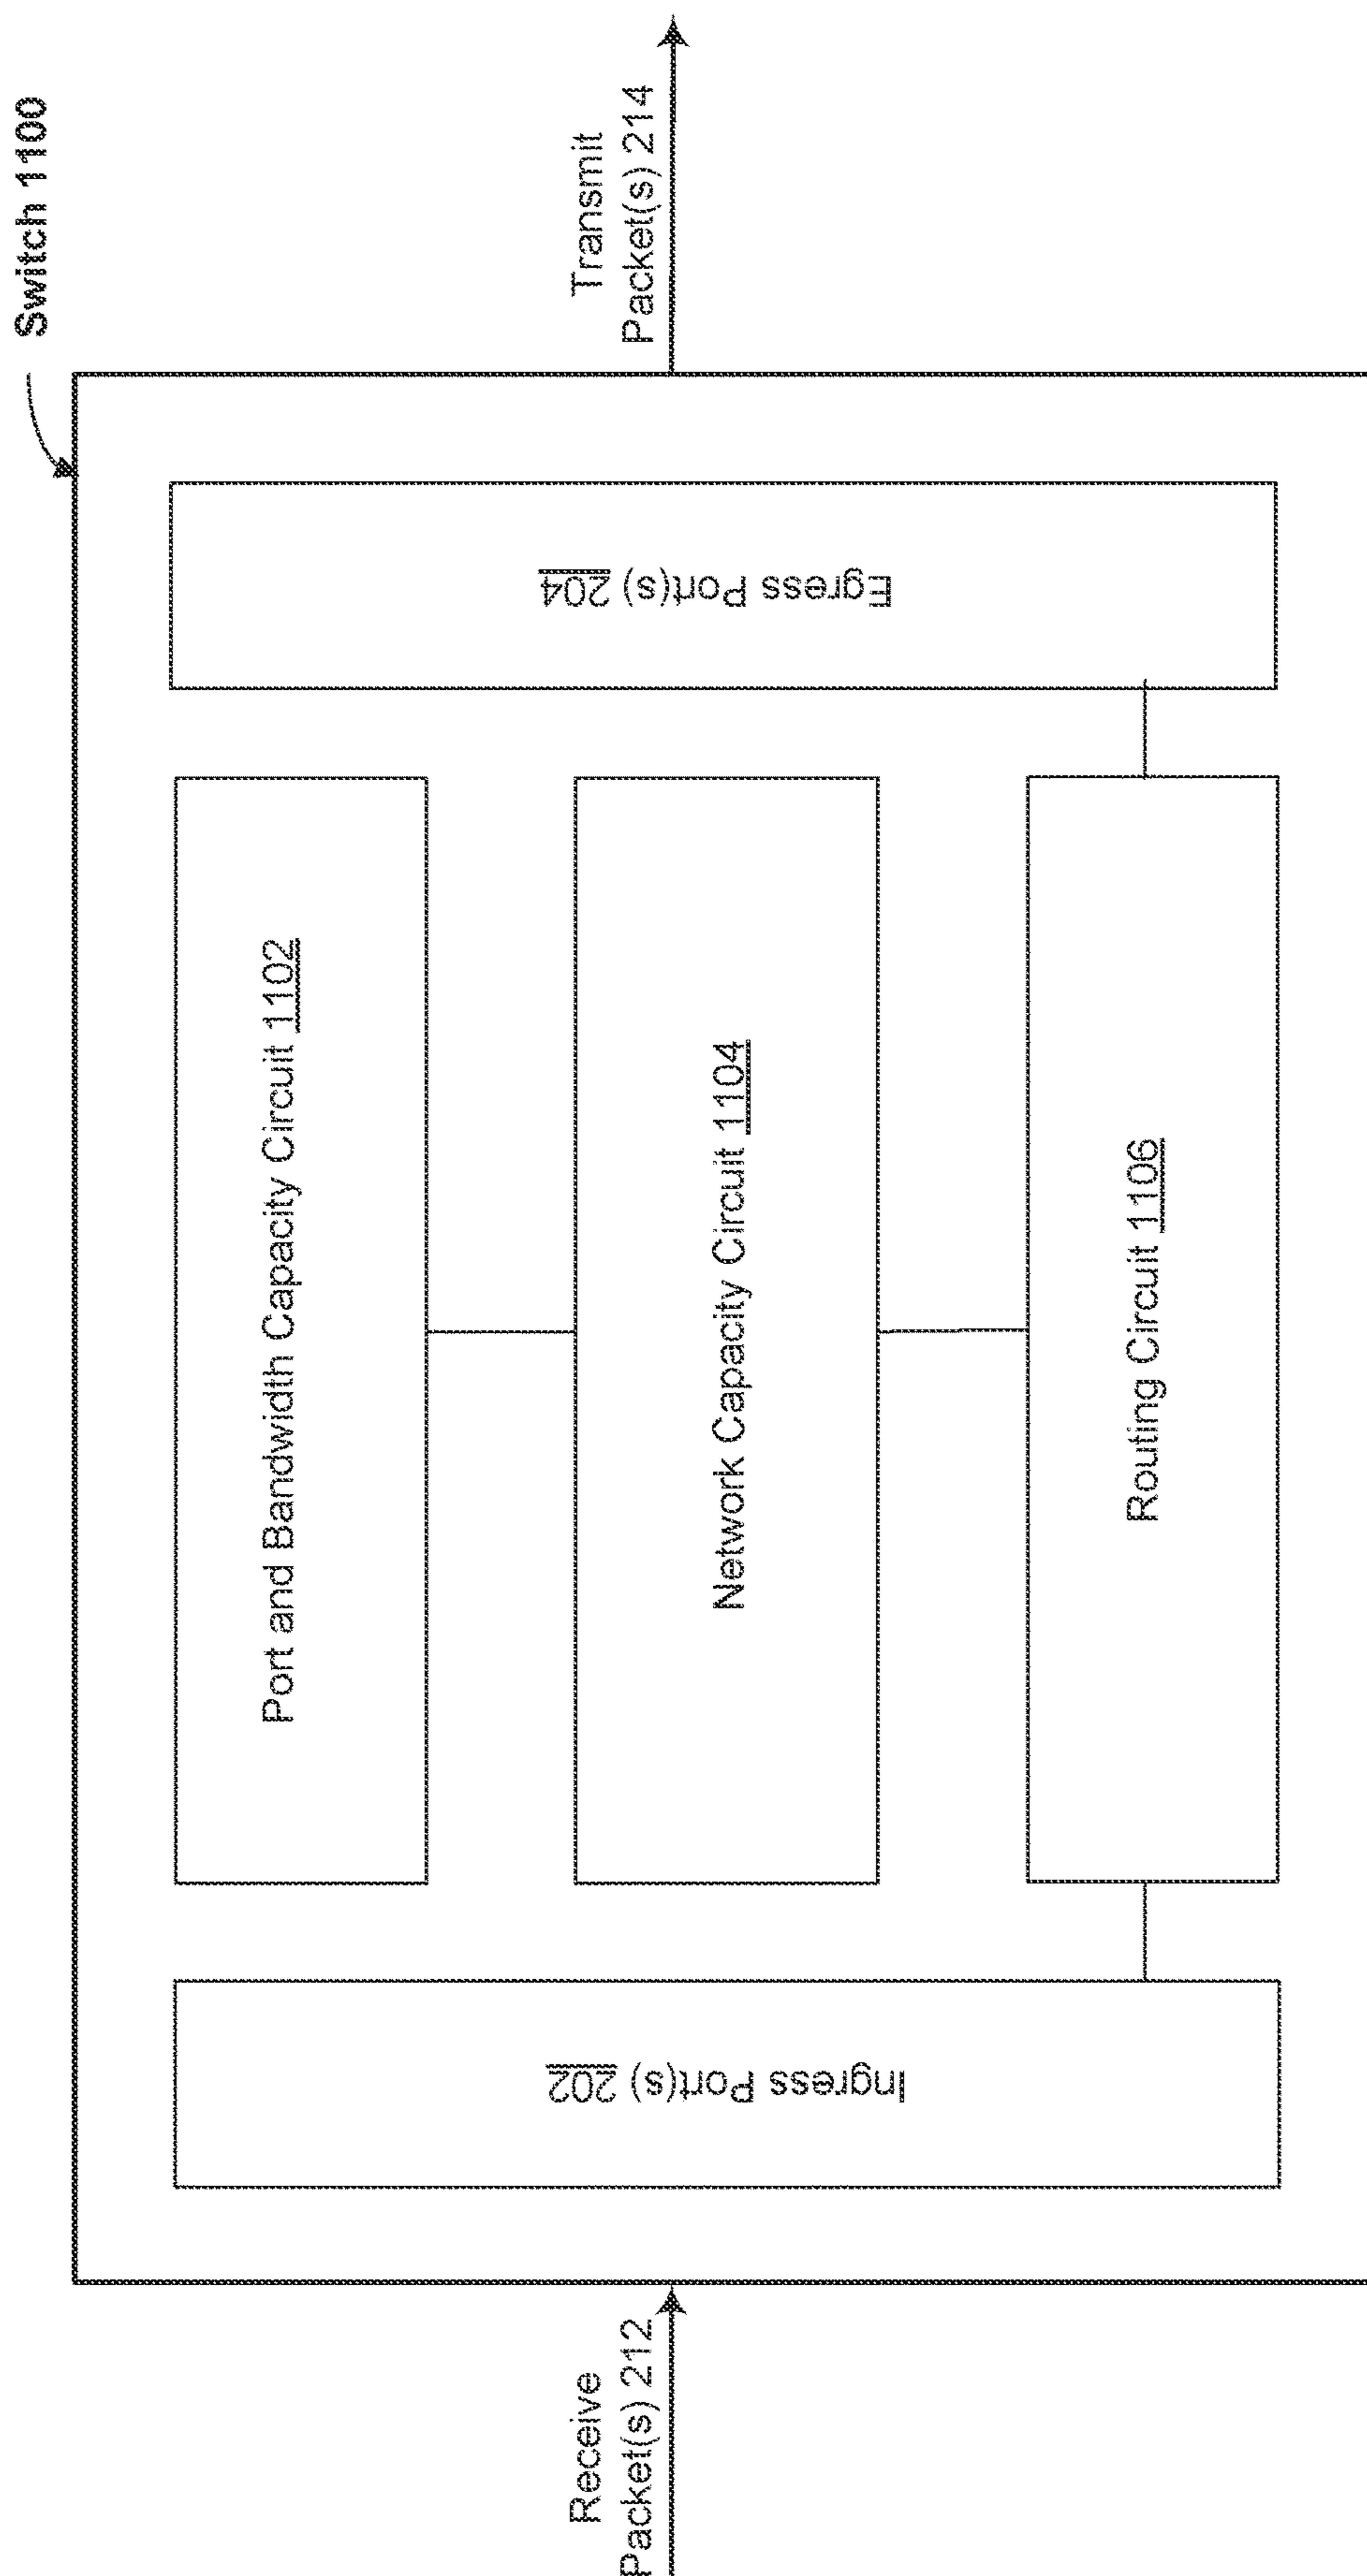 Switch 1100
Receive
Packet(s) 212
Ingress Port(s) 202
Port and Bandwidth Capacity Circuit 1102
Network Capacity Circuit 1104
Routing Circuit 1106
Egress Port(s) 204
Transmit
Packet(s) 214